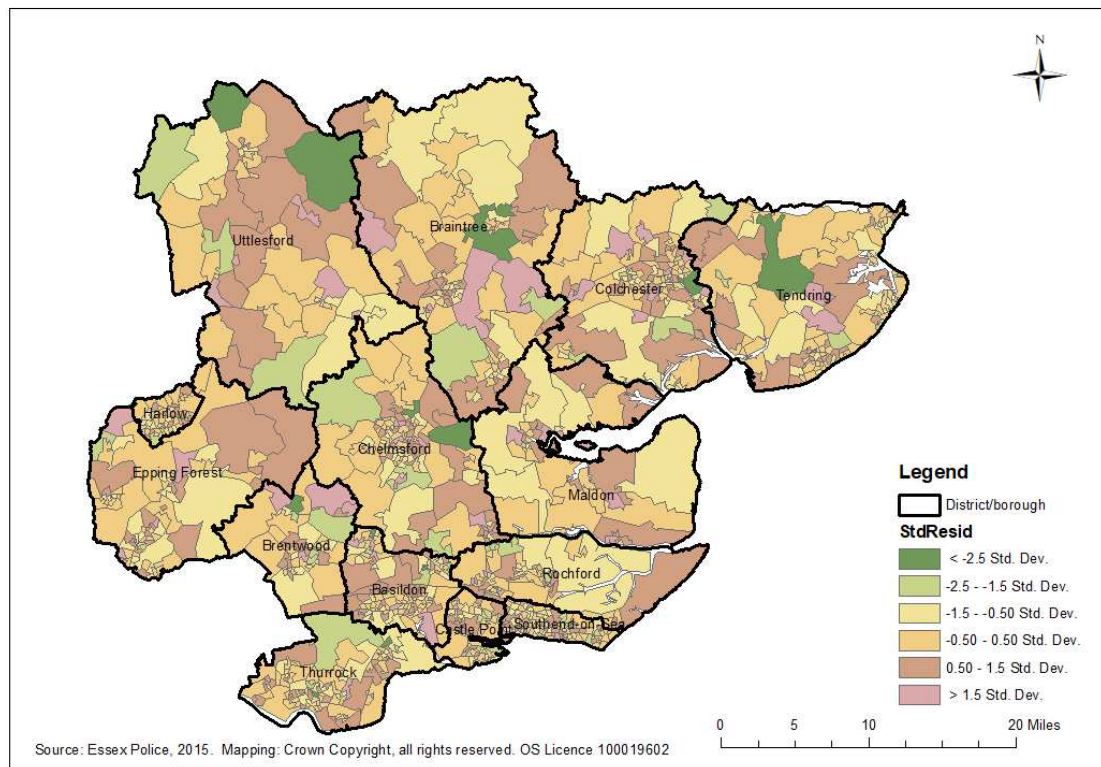 N
Uttlesford
Braintree
Colchester
Tendring
Harlow
Epping Forest
Chelmsford
Maldon
Brentwood
Rochford
Basildon
Castle Point
Southend-on-Sea
Thurrock
Legend
District/borough
StdResid
< -2.5 Std. Dev.
-2.5 - -1.5 Std. Dev.
-1.5 - -0.50 Std. Dev.
-0.50 - 0.50 Std. Dev.
0.50 - 1.5 Std. Dev.
> 1.5 Std. Dev.
0 5 10 20 Miles
Source: Essex Police, 2015. Mapping: Crown Copyright, all rights reserved. OS Licence 100019602